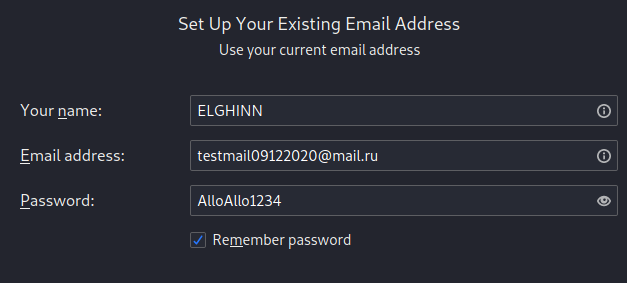 Set Up Your Existing Email Address
Use your current email address
Your name: ELGHINN
Email address: testmail09122020@mail.ru
Password: AlloAllo1234
Remember password